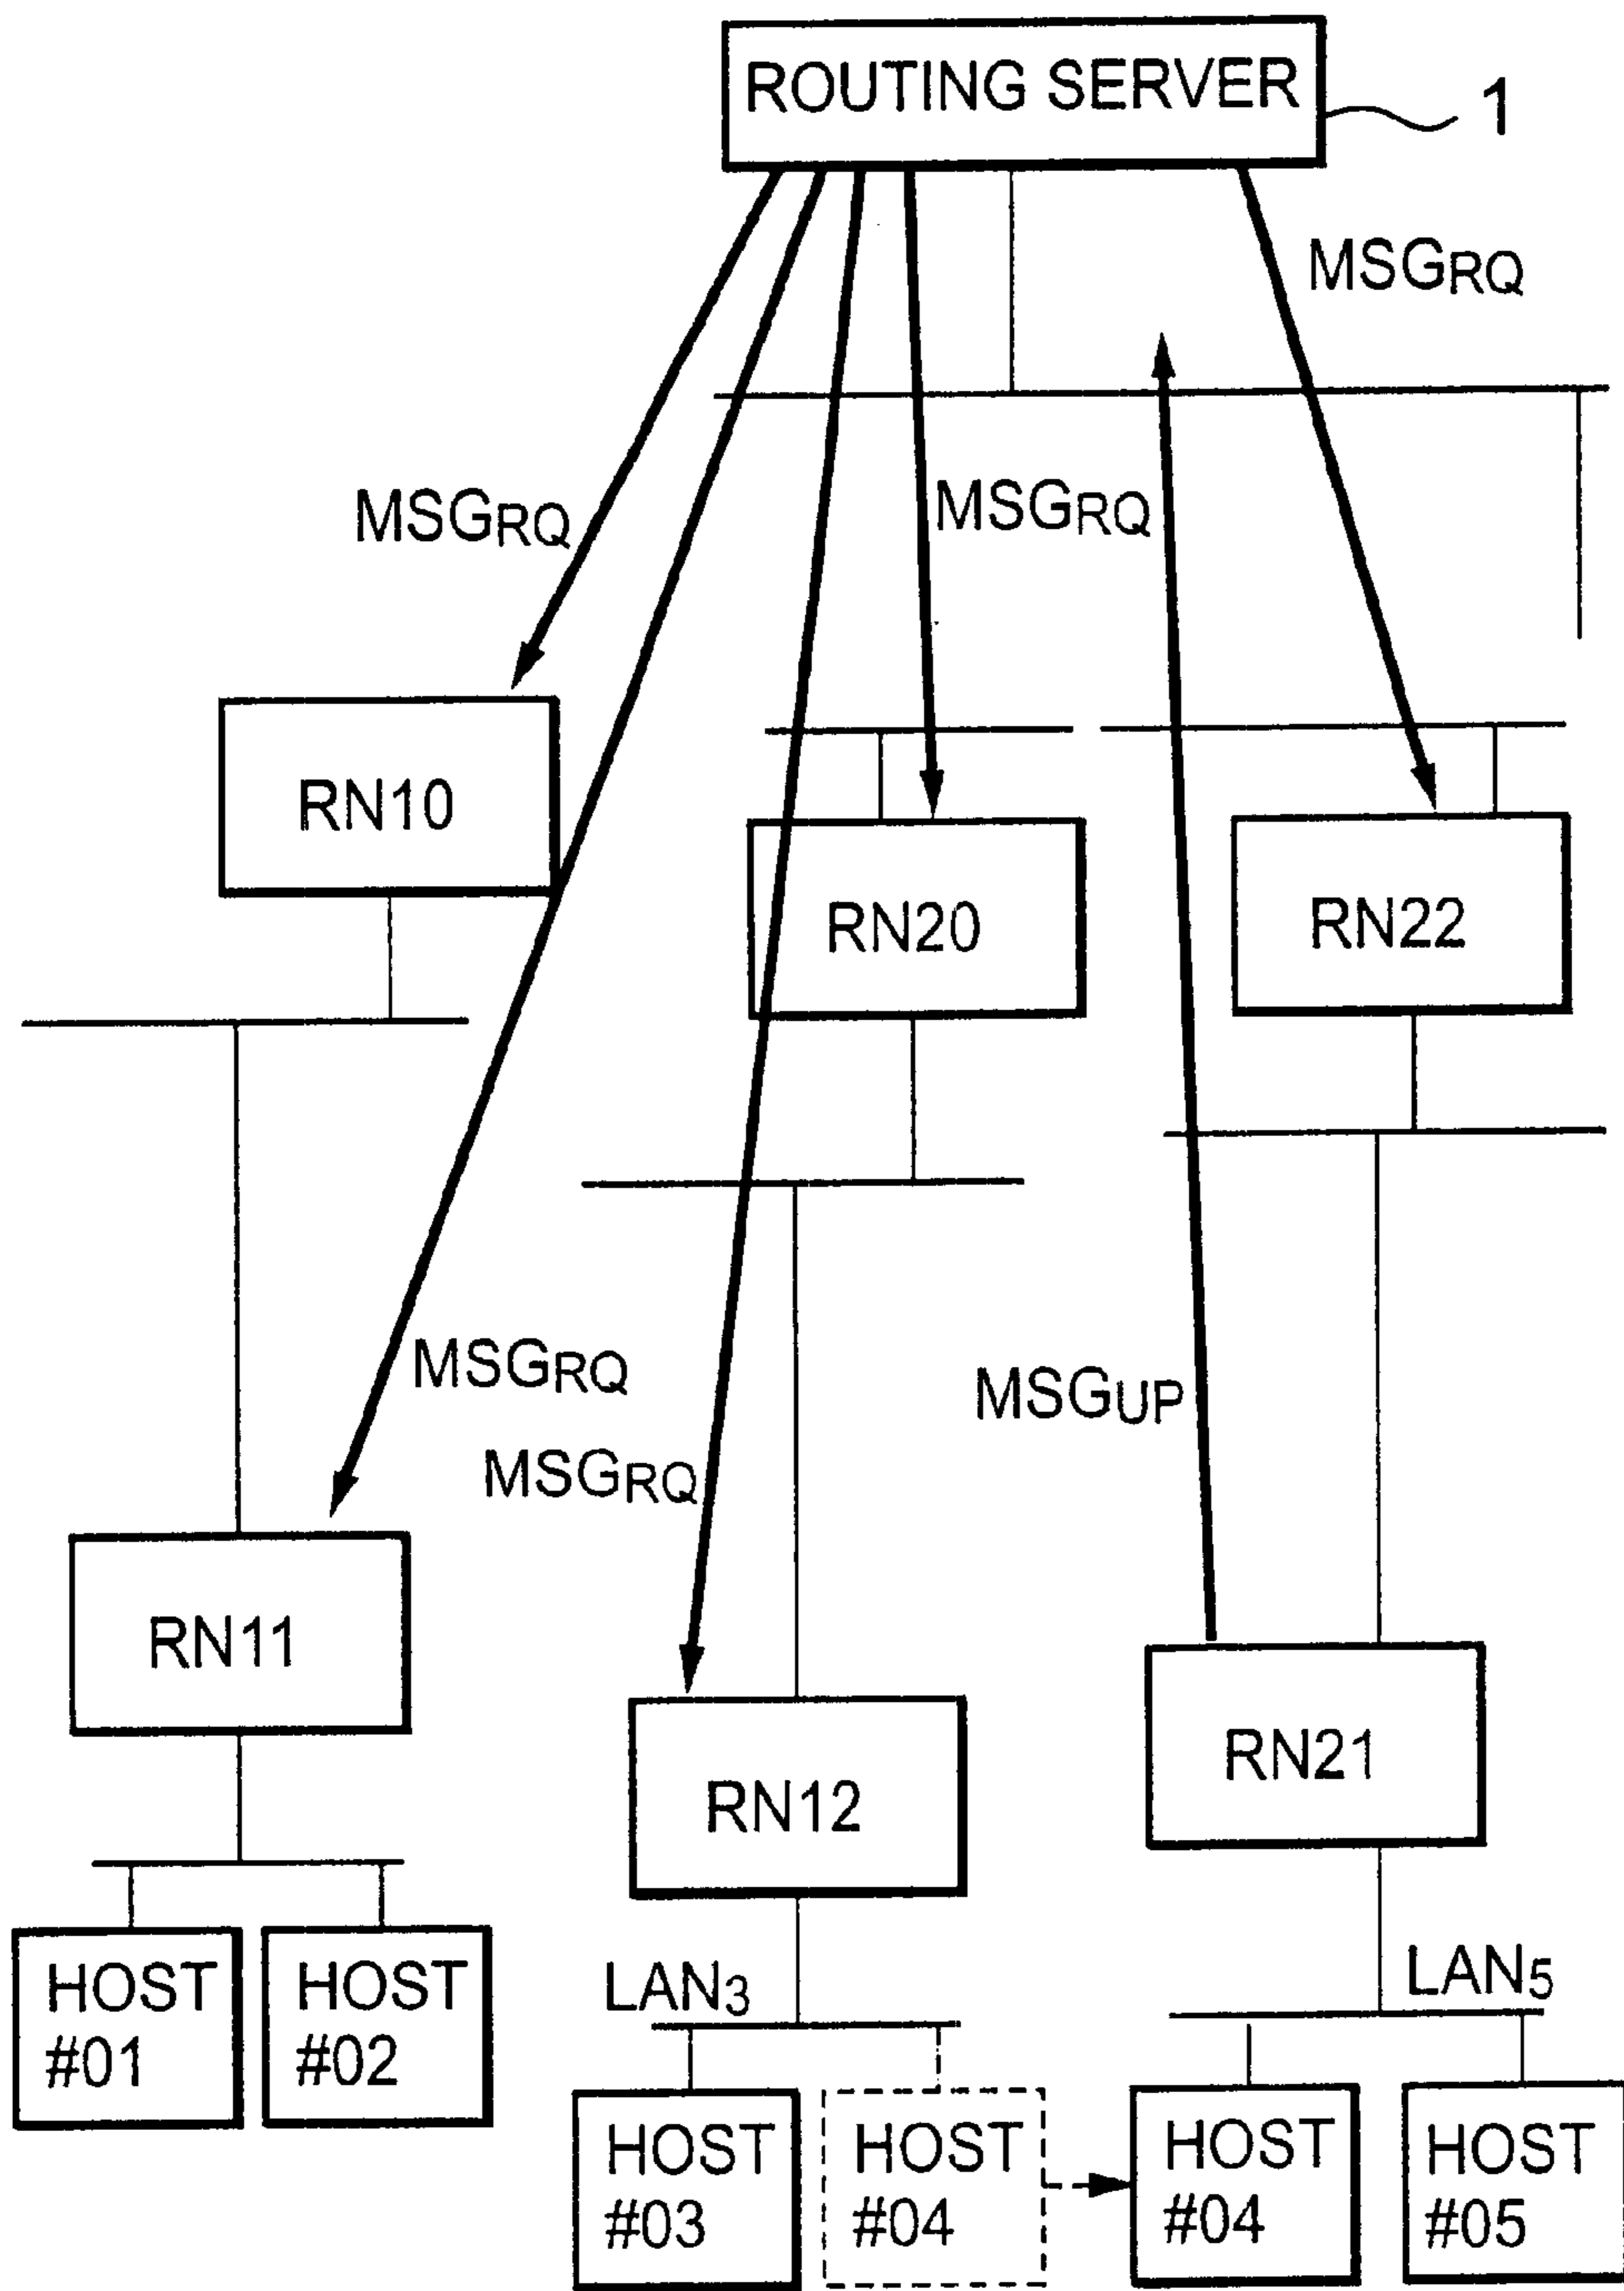 ROUTING SERVER
1
MSGRQ
MSGRQ
MSGRQ
RN10
RN20
RN22
MSGRQ
MSGUP
MSGRQ
RN11
RN21
RN12
LAN3
LAN5
HOST
#01
HOST
#02
HOST
#03
HOST
#04
HOST
#04
HOST
#05